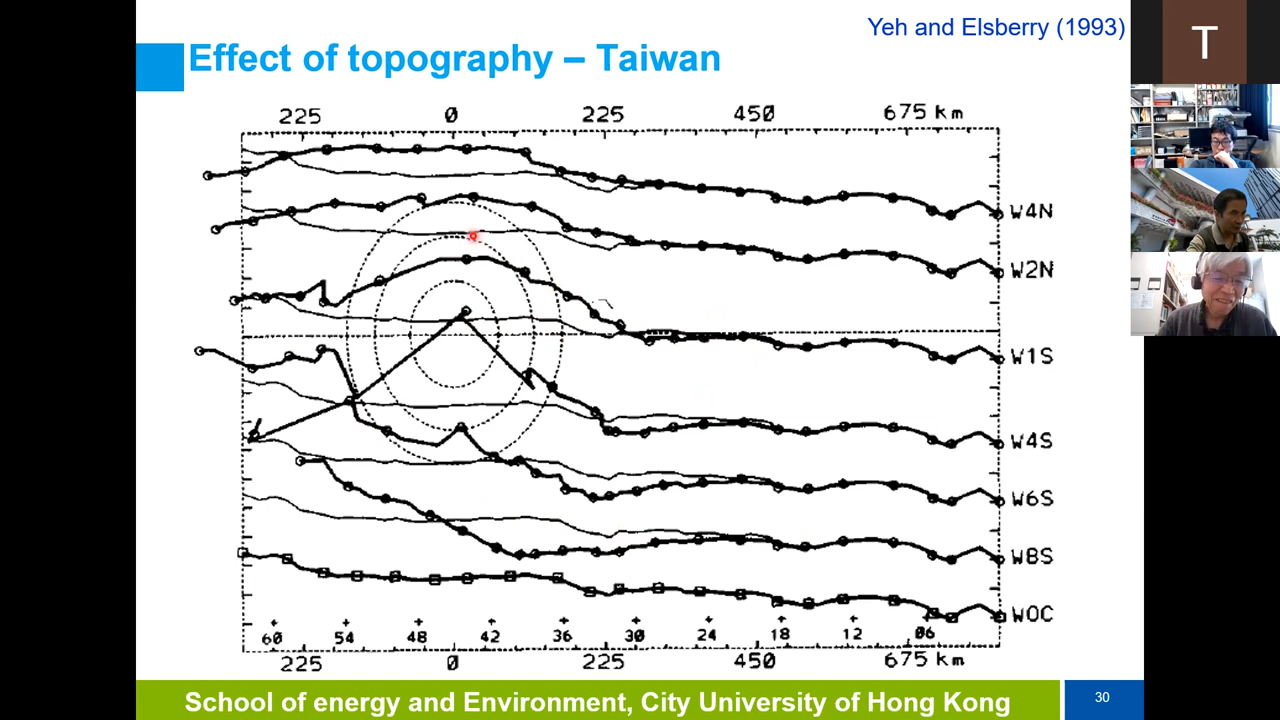 Yeh and Elsberry (1993)
Effect of topography – Taiwan
T
225 0 225 450 675 km
W4N
W2N
W1S
W4S
W6S
W8S
WOC
60 54 48 42 36 30 24 18 12 06
225 0 225 450 675 km
School of energy and Environment, City University of Hong Kong
30